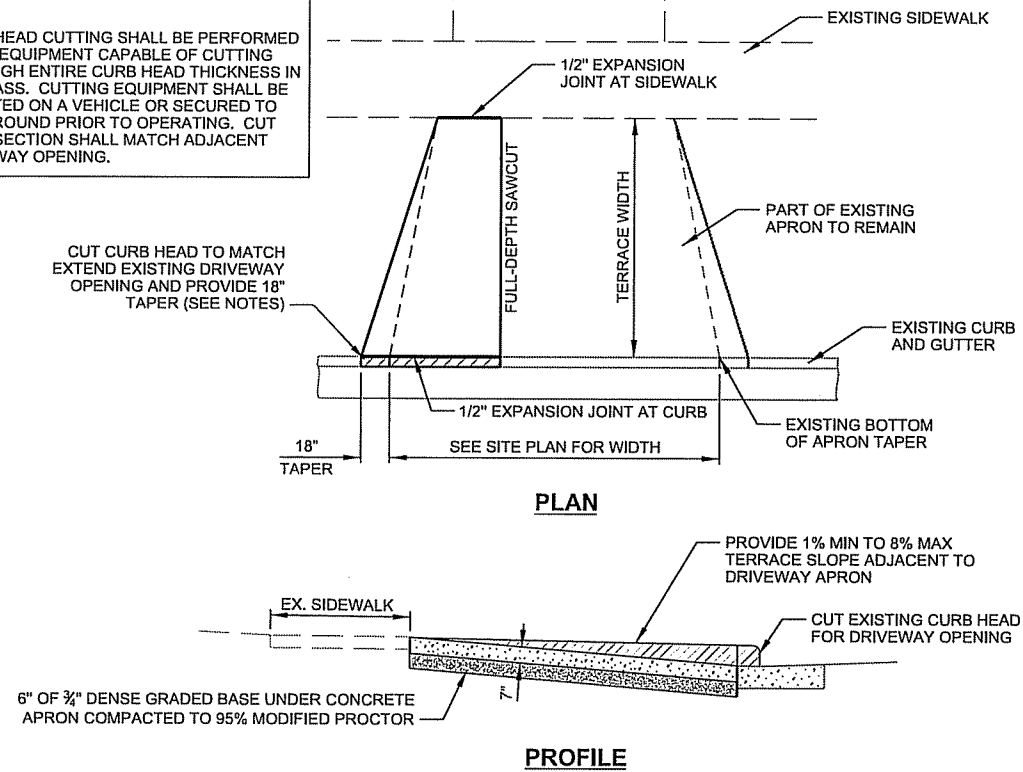 HEAD CUTTING SHALL BE PERFORMED
EQUIPMENT CAPABLE OF CUTTING
ENTIRE CURB HEAD THICKNESS IN
CUTTING EQUIPMENT SHALL BE
ON A VEHICLE OR SECURED TO
PRIOR TO OPERATING. CUT
SECTION SHALL MATCH ADJACENT
OPENING.
EXISTING SIDEWALK
1/2" EXPANSION
JOINT AT SIDEWALK
FULL-DEPTH SAWCUT
TERRACE WIDTH
PART OF EXISTING
APRON TO REMAIN
CUT CURB HEAD TO MATCH
EXTEND EXISTING DRIVEWAY
OPENING AND PROVIDE 18"
TAPER (SEE NOTES)
EXISTING CURB
AND GUTTER
1/2" EXPANSION JOINT AT CURB
EXISTING BOTTOM
OF APRON TAPER
18"
TAPER
SEE SITE PLAN FOR WIDTH
PLAN
PROVIDE 1% MIN TO 8% MAX
TERRACE SLOPE ADJACENT TO
DRIVEWAY APRON
EX. SIDEWALK
CUT EXISTING CURB HEAD
FOR DRIVEWAY OPENING
7"
6" OF ¾" DENSE GRADED BASE UNDER CONCRETE
APRON COMPACTED TO 95% MODIFIED PROCTOR
PROFILE